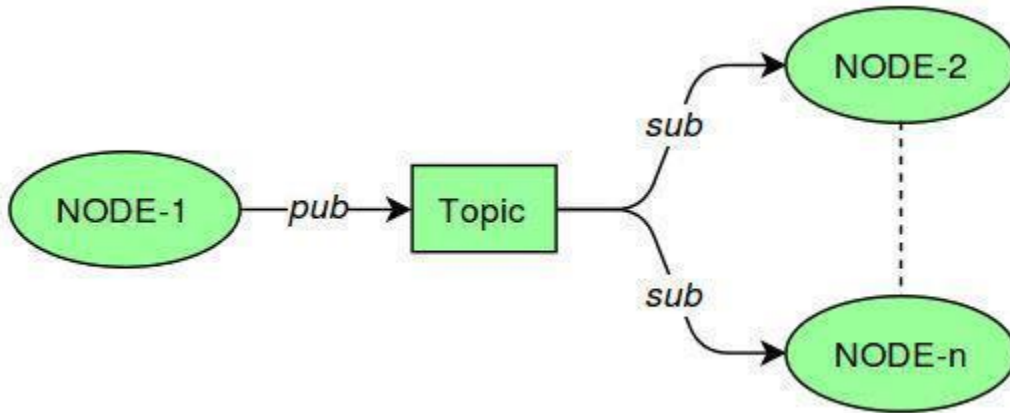 NODE-1
pub
Topic
sub
sub
NODE-2
NODE-n